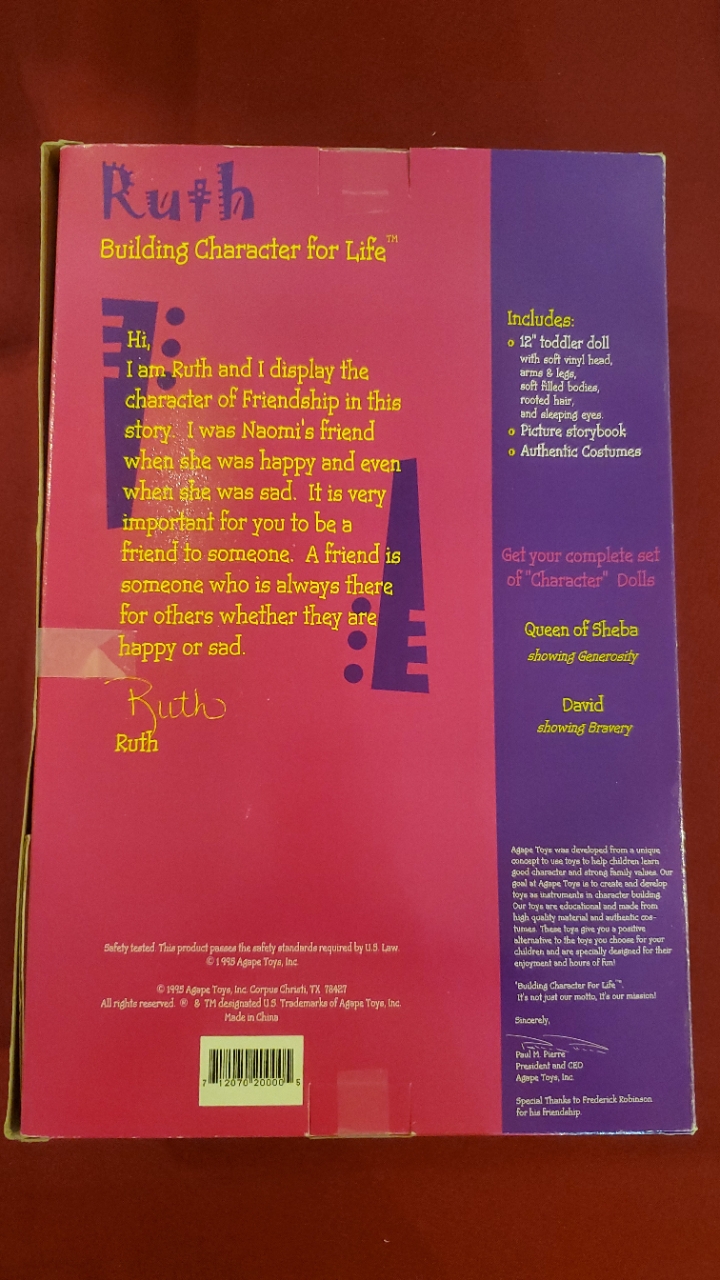 Ruth
Building Character for Life™
Hi,
I am Ruth and I display the
character of Friendship in this
story. I was Naomi's friend
when she was happy and even
when she was sad. It is very
important for you to be a
friend to someone. A friend is
someone who is always there
for others whether they are
happy or sad.
Ruth
Ruth
Safety tested. This product passes the safety standards required by U.S. Law.
© 1995 Agape Toys, Inc.
© 1995 Agape Toys, Inc. Corpus Christi, TX 78427
All rights reserved. ® & TM designated U.S. Trademarks of Agape Toys, Inc.
Made in China
7 12070 20000 5
Includes:
12" toddler doll
with soft vinyl head,
arms & legs,
soft filled bodies,
rooted hair,
and sleeping eyes.
Picture storybook
Authentic Costumes
Get your complete set
of "Character" Dolls
Queen of Sheba
showing Generosity
David
showing Bravery
Agape Toys was developed from a unique
concept to use toys to help children learn
good character and strong family values. Our
goal at Agape Toys is to create and develop
toys as instruments in character building.
Our toys are educational and made from
high quality material and authentic cos-
tumes. These toys give you a positive
alternative to the toys you choose for your
children and are specially designed for their
enjoyment and hours of fun!
"Building Character For Life™".
It's not just our motto, it's our mission!
Sincerely,
Paul M. Pierre
President and CEO
Agape Toys, Inc.
Special Thanks to Frederick Robinson
for his Friendship.